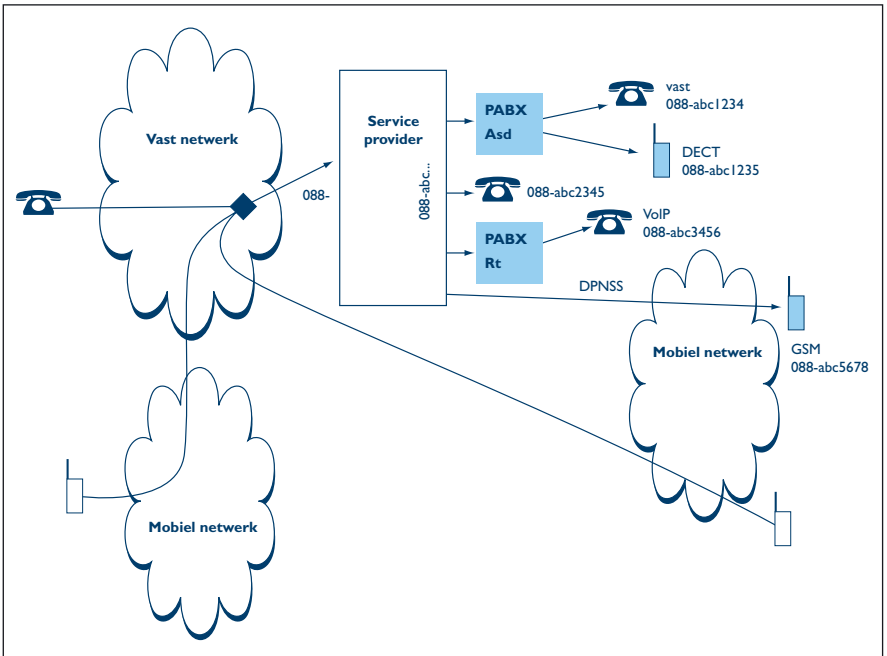 Vast netwerk
088-
Service
provider
088-abc...
PABX
Asd
vast
088-abc1234
DECT
088-abc1235
088-abc2345
PABX
Rt
VoIP
088-abc3456
DPNSS
Mobiel netwerk
GSM
088-abc5678
Mobiel netwerk